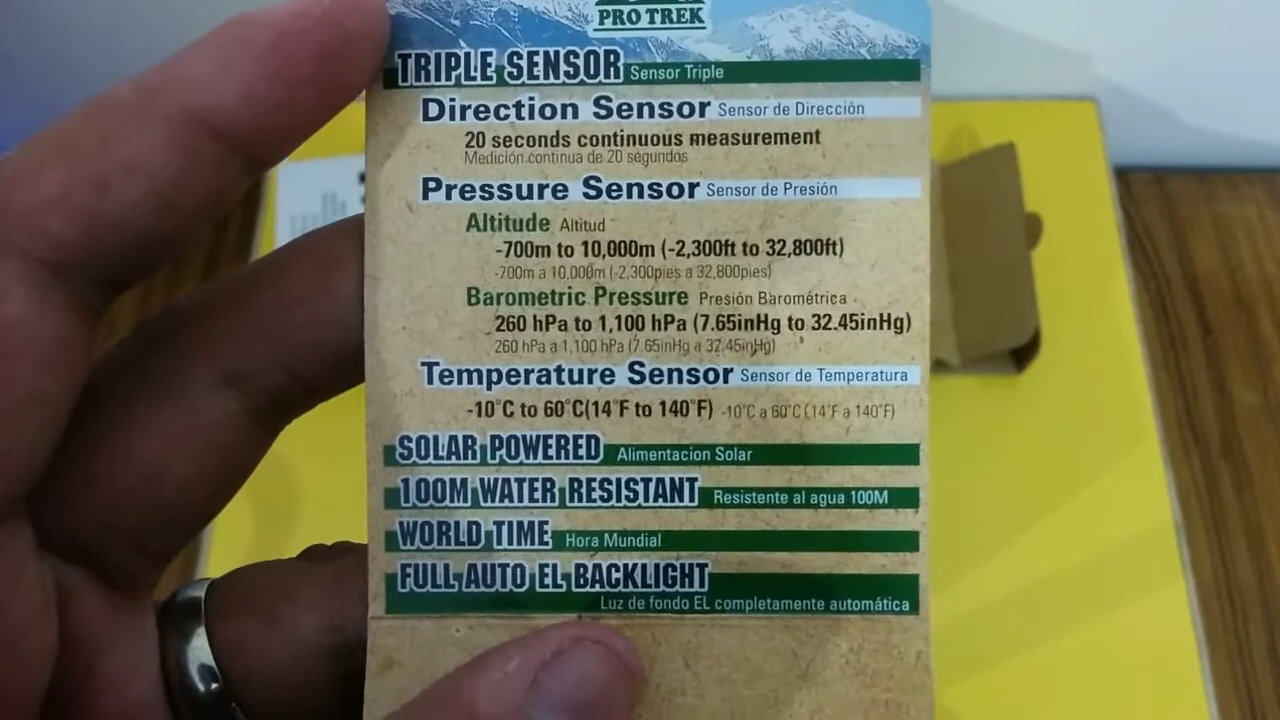 PRO TREK
TRIPLE SENSOR Sensor Triple
Direction Sensor Sensor de Dirección
20 seconds continuous measurement
Medición continua de 20 segundos
Pressure Sensor Sensor de Presión
Altitude Altitud
-700m to 10,000m (-2,300ft to 32,800ft)
-700m a 10,000m (-2,300pies a 32,800pies)
Barometric Pressure Presión Barométrica
260 hPa to 1,100 hPa (7.65inHg to 32.45inHg)
260 hPa a 1,100 hPa (7.65inHg a 32.45inHg)
Temperature Sensor Sensor de Temperatura
-10°C to 60°C(14°F to 140°F) -10°C a 60°C(14°F a 140°F)
SOLAR POWERED Alimentacion Solar
100M WATER RESISTANT Resistente al agua 100M
WORLD TIME Hora Mundial
FULL AUTO EL BACKLIGHT
Luz de fondo EL completamente automática